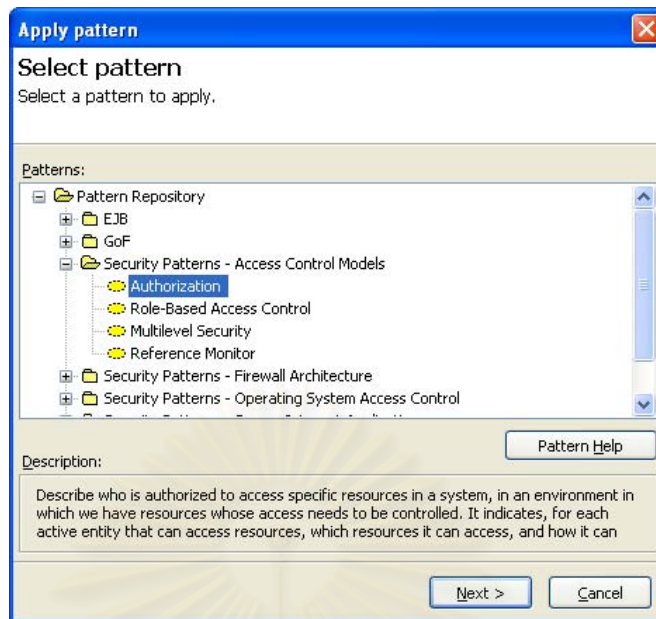 Apply pattern
Select pattern
Select a pattern to apply.
Patterns:
Pattern Repository
EJB
GoF
Security Patterns - Access Control Models
Authorization
Role-Based Access Control
Multilevel Security
Reference Monitor
Security Patterns - Firewall Architecture
Security Patterns - Operating System Access Control
Pattern Help
Description:
Describe who is authorized to access specific resources in a system, in an environment in
which we have resources whose access needs to be controlled. It indicates, for each
active entity that can access resources, which resources it can access, and how it can
Next >
Cancel